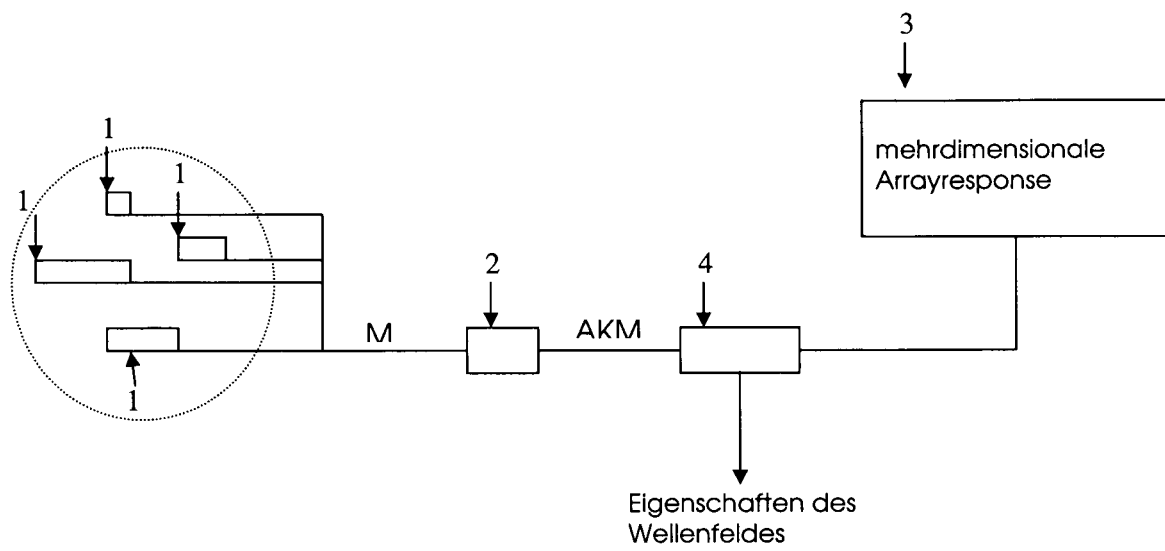 3
mehrdimensionale
Arrayresponse
1
1
1
2
4
M
AKM
1
Eigenschaften des
Wellenfeldes